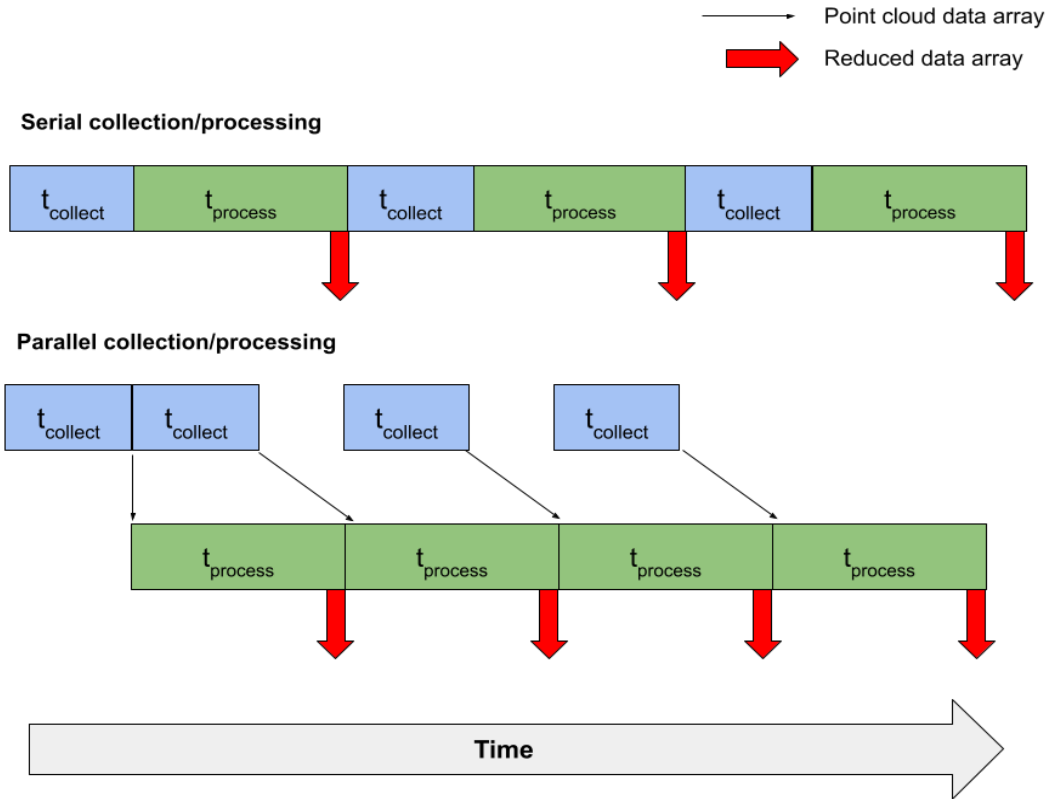 Point cloud data array
Reduced data array
Serial collection/processing
tcollect tprocess tcollect tprocess tcollect tprocess
Parallel collection/processing
tcollect tcollect tcollect tcollect
tprocess tprocess tprocess tprocess
Time